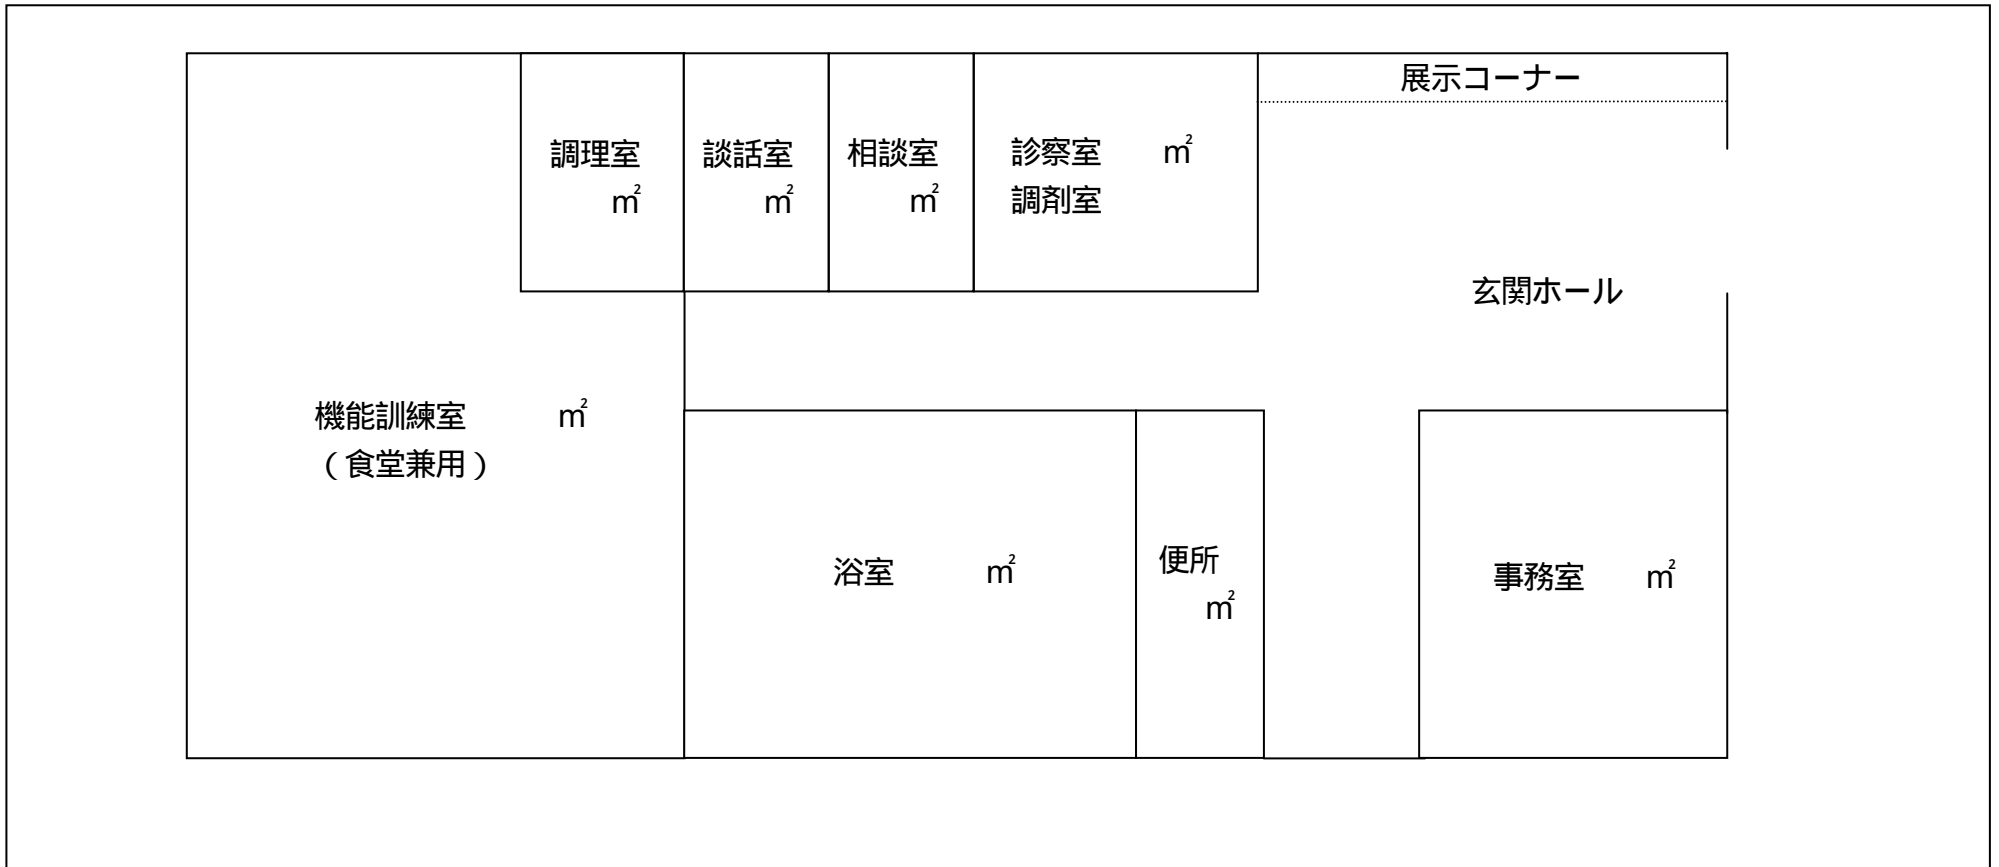 展示コーナー
調理室
㎡
談話室
㎡
相談室
㎡
診察室 ㎡
調剤室
玄関ホール
機能訓練室 ㎡
（食堂兼用）
浴室 ㎡
便所
㎡
事務室 ㎡